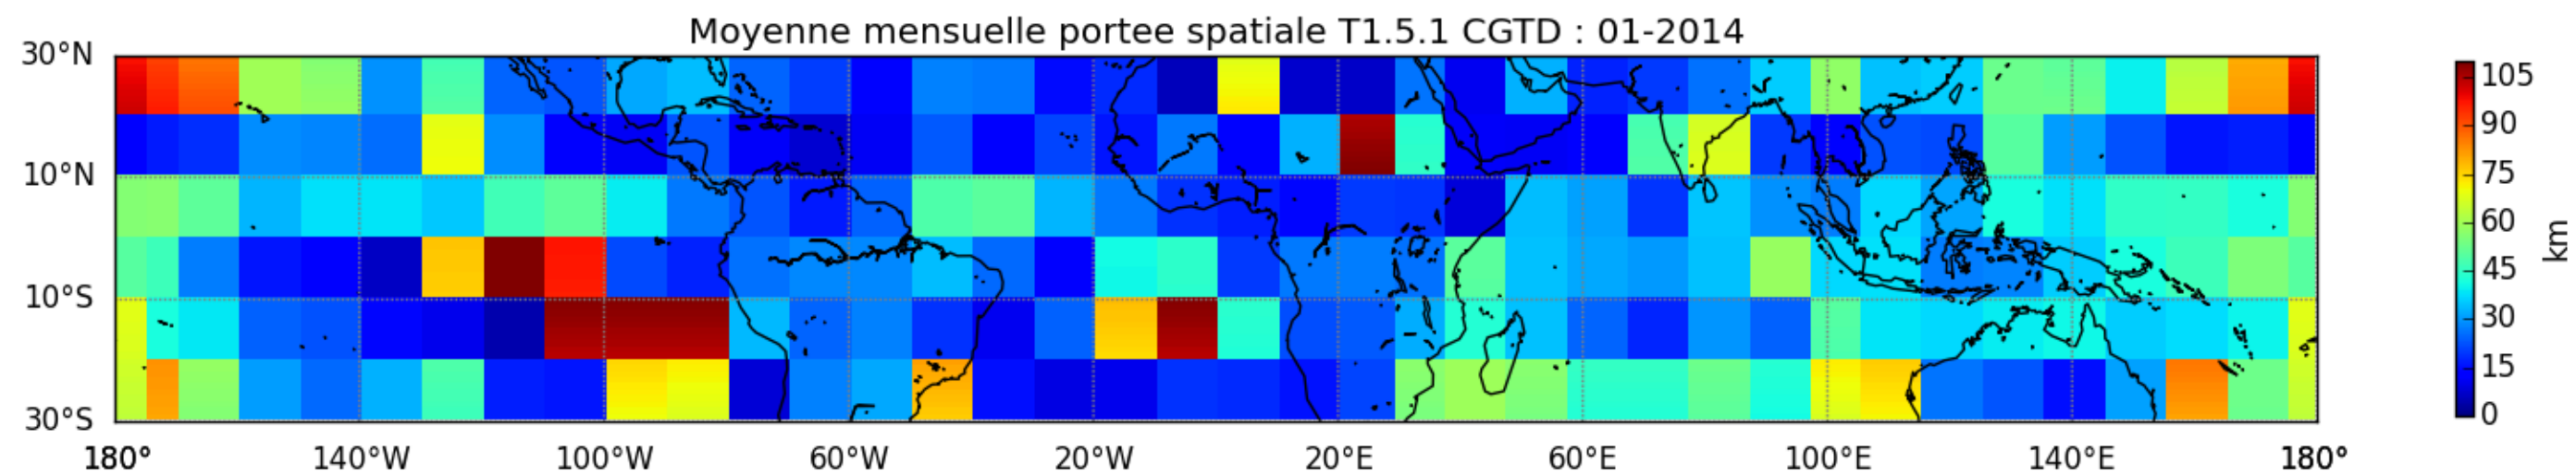 Moyenne mensuelle portee spatiale T1.5.1 CGTD : 01-2014
30°N
10°N
10°S
30°S
180° 140°W 100°W 60°W 20°W 20°E 60°E 100°E 140°E 180°
105
90
75
60
45
30
15
0
km